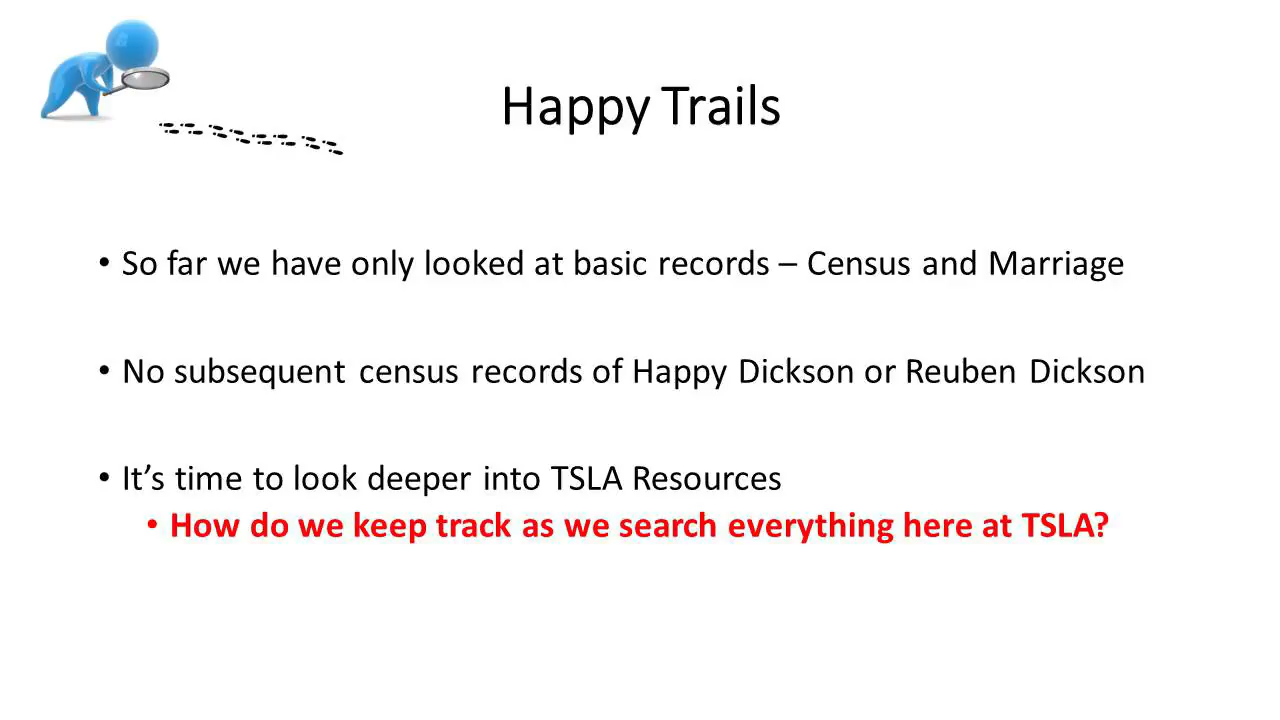 Happy Trails
• So far we have only looked at basic records – Census and Marriage
• No subsequent census records of Happy Dickson or Reuben Dickson
• It’s time to look deeper into TSLA Resources
• How do we keep track as we search everything here at TSLA?